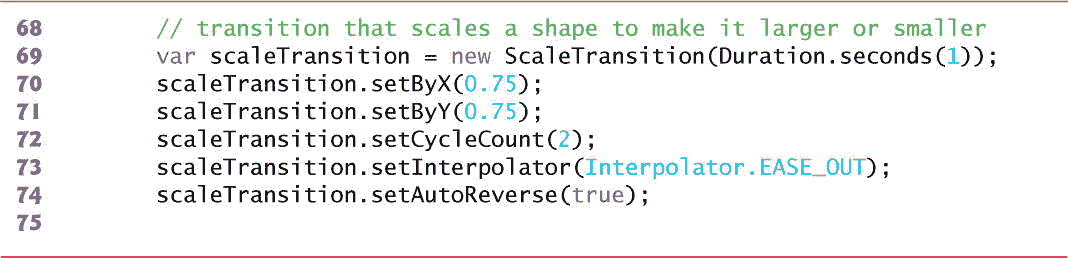 68 // transition that scales a shape to make it larger or smaller
69 var scaleTransition = new ScaleTransition(Duration.seconds(1));
70 scaleTransition.setByX(0.75);
71 scaleTransition.setByY(0.75);
72 scaleTransition.setCycleCount(2);
73 scaleTransition.setInterpolator(Interpolator.EASE_OUT);
74 scaleTransition.setAutoReverse(true);
75